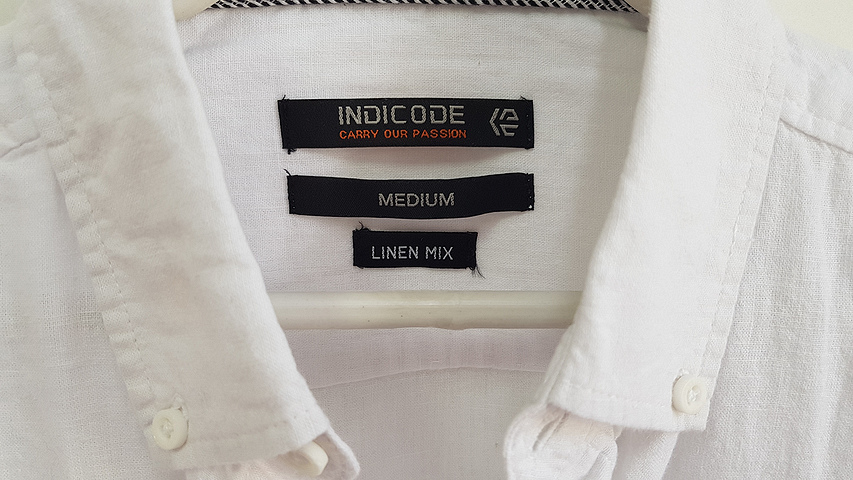 INDICODE
CARRY OUR PASSION
MEDIUM
LINEN MIX